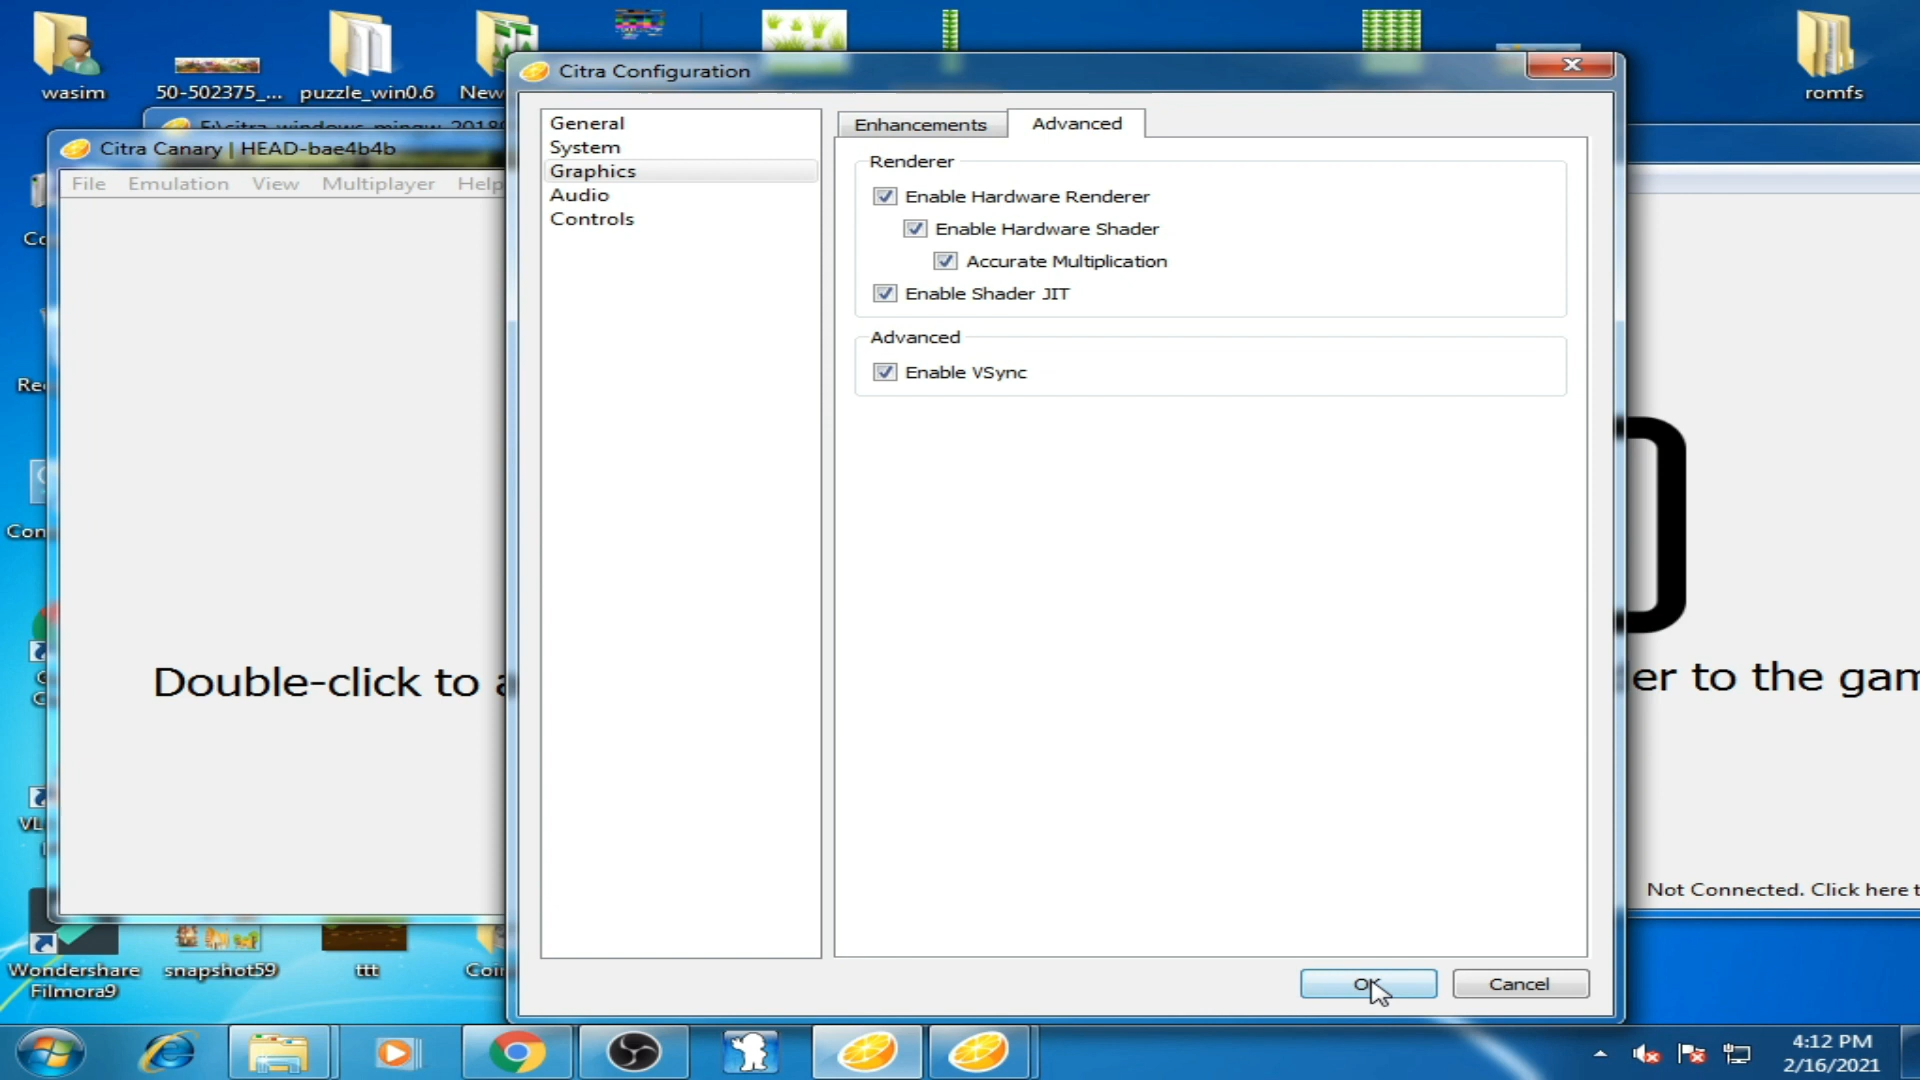 wasim
50-502375_...
puzzle_win0.6
New
romfs
Citra Configuration
Citra Canary | HEAD-bae4b4b
File Emulation View Multiplayer Help
General
System
Graphics
Audio
Controls
Enhancements
Advanced
Renderer
Enable Hardware Renderer
Enable Hardware Shader
Accurate Multiplication
Enable Shader JIT
Advanced
Enable VSync
Double-click to
er to the gam
Not Connected. Click here t
OK
Cancel
Wondershare
Filmora9
snapshot59
ttt
Coi
4:12 PM
2/16/2021